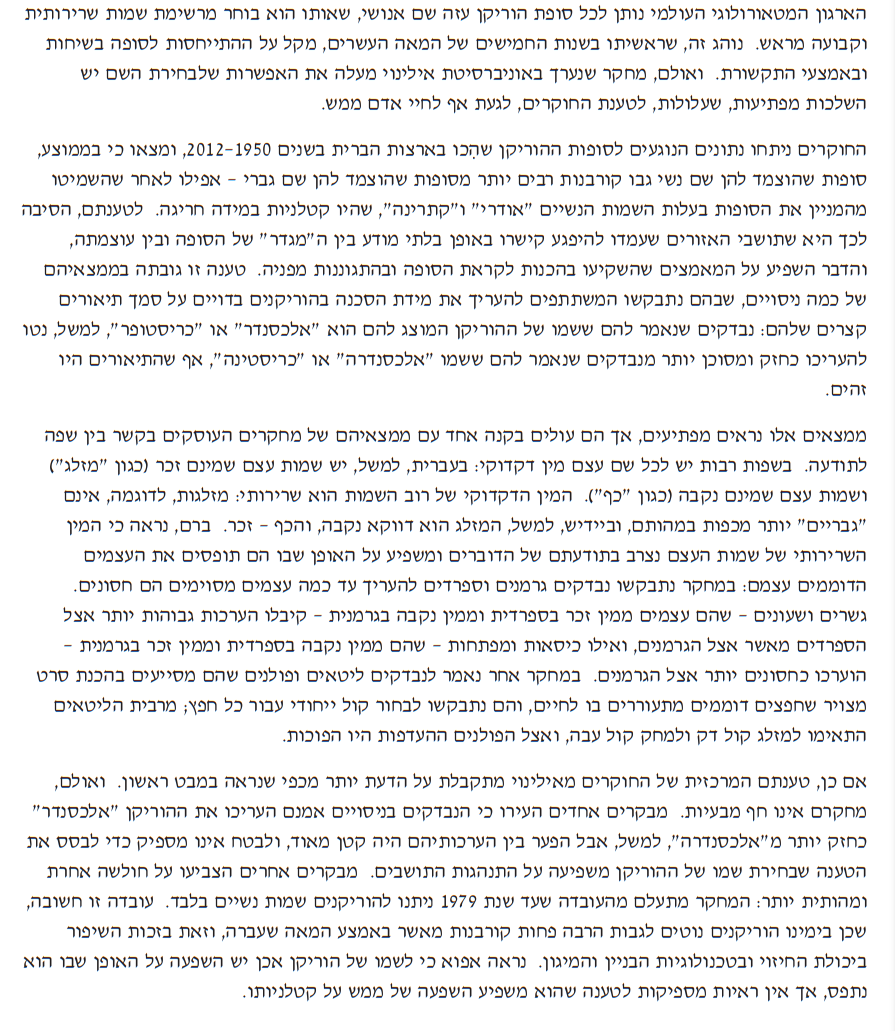 הארגון המטאורולוגי העולמי נותן לכל סופת הוריקן עזה שם אנושי, שאותו הוא בוחר מרשימת שמות שרירותית
וקבועה מראש. נוהג זה, שראשיתו בשנות החמישים של המאה העשרים, מקל על ההתייחסות לסופה בשיחות
ובאמצעי התקשורת. ואולם, מחקר שנערך באוניברסיטת אילינוי מעלה את האפשרות שלבחירת השם יש
השלכות מפתיעות, שעלולות, לטענת החוקרים, לגעת אף לחיי אדם ממש.
החוקרים ניתחו נתונים הנוגעים לסופות ההוריקן שהִכו בארצות הברית בשנים 1950–2012, ומצאו כי בממוצע,
סופות שהוצמד להן שם נשי גבו קורבנות רבים יותר מסופות שהוצמד להן שם גברי – אפילו לאחר שהשמיטו
מהמניין את הסופות בעלות השמות הנשיים "אודרי" ו"קתרינה", שהיו קטלניות במידה חריגה. לטענתם, הסיבה
לכך היא שתושבי האזורים שעמדו להיפגע קישרו באופן בלתי מודע בין ה"מגדר" של הסופה ובין עוצמתה,
והדבר השפיע על המאמצים שהשקיעו בהכנות לקראת הסופה ובהתגוננות מפניה. טענה זו גובתה בממצאיהם
של כמה ניסויים, שבהם נתבקשו המשתתפים להעריך את מידת הסכנה בהוריקנים בדויים על סמך תיאורים
קצרים שלהם: נבדקים שנאמר להם ששמו של ההוריקן המוצג להם הוא "אלכסנדר" או "כריסטופר", למשל, נטו
להעריכו כחזק ומסוכן יותר מנבדקים שנאמר להם ששמו "אלכסנדרה" או "כריסטינה", אף שהתיאורים היו
זהים.
ממצאים אלו נראים מפתיעים, אך הם עולים בקנה אחד עם ממצאיהם של מחקרים העוסקים בקשר בין שפה
לתודעה. בשפות רבות יש לכל שם עצם מין דקדוקי: בעברית, למשל, יש שמות עצם שמינם זכר (כגון "מזלג")
ושמות עצם שמינם נקבה (כגון "כף"). המין הדקדוקי של רוב השמות הוא שרירותי: מזלגות, לדוגמה, אינם
"גבריים" יותר מכפות במהותם, וביידיש, למשל, המזלג הוא דווקא נקבה, והכף – זכר. ברם, נראה כי המין
השרירותי של שמות העצם נצרב בתודעתם של הדוברים ומשפיע על האופן שבו הם תופסים את העצמים
הדוממים עצמם: במחקר נתבקשו נבדקים גרמנים וספרדים להעריך עד כמה עצמים מסוימים הם חסונים.
גשרים ושעונים – שהם עצמים ממין זכר בספרדית וממין נקבה בגרמנית – קיבלו הערכות גבוהות יותר אצל
הספרדים מאשר אצל הגרמנים, ואילו כיסאות ומפתחות – שהם ממין נקבה בספרדית וממין זכר בגרמנית –
הוערכו כחסונים יותר אצל הגרמנים. במחקר אחר נאמר לנבדקים ליטאים ופולנים שהם מסייעים בהכנת סרט
מצויר שחפצים דוממים מתעוררים בו לחיים, והם נתבקשו לבחור קול ייחודי עבור כל חפץ; מרבית הליטאים
התאימו למזלג קול דק ולמחק קול עבה, ואצל הפולנים ההעדפות היו הפוכות.
אם כן, טענתם המרכזית של החוקרים מאילינוי מתקבלת על הדעת יותר מכפי שנראה במבט ראשון. ואולם,
מחקרם אינו חף מבעיות. מבקרים אחדים העירו כי הנבדקים בניסויים אמנם העריכו את ההוריקן "אלכסנדר"
כחזק יותר מ"אלכסנדרה", למשל, אבל הפער בין הערכותיהם היה קטן מאוד, ולבטח אינו מספיק כדי לבסס את
הטענה שבחירת שמו של ההוריקן משפיעה על התנהגות התושבים. מבקרים אחרים הצביעו על חולשה אחרת
ומהותית יותר: המחקר מתעלם מהעובדה שעד שנת 1979 ניתנו להוריקנים שמות נשיים בלבד. עובדה זו חשובה,
שכן בימינו הוריקנים נוטים לגבות הרבה פחות קורבנות מאשר באמצע המאה שעברה, וזאת בזכות השיפור
ביכולת החיזוי ובטכנולוגיות הבניין והמיגון. נראה אפוא כי לשמו של הוריקן אכן יש השפעה על האופן שבו הוא
נתפס, אך אין ראיות מספיקות לטענה שהוא משפיע השפעה של ממש על קטלניותו.